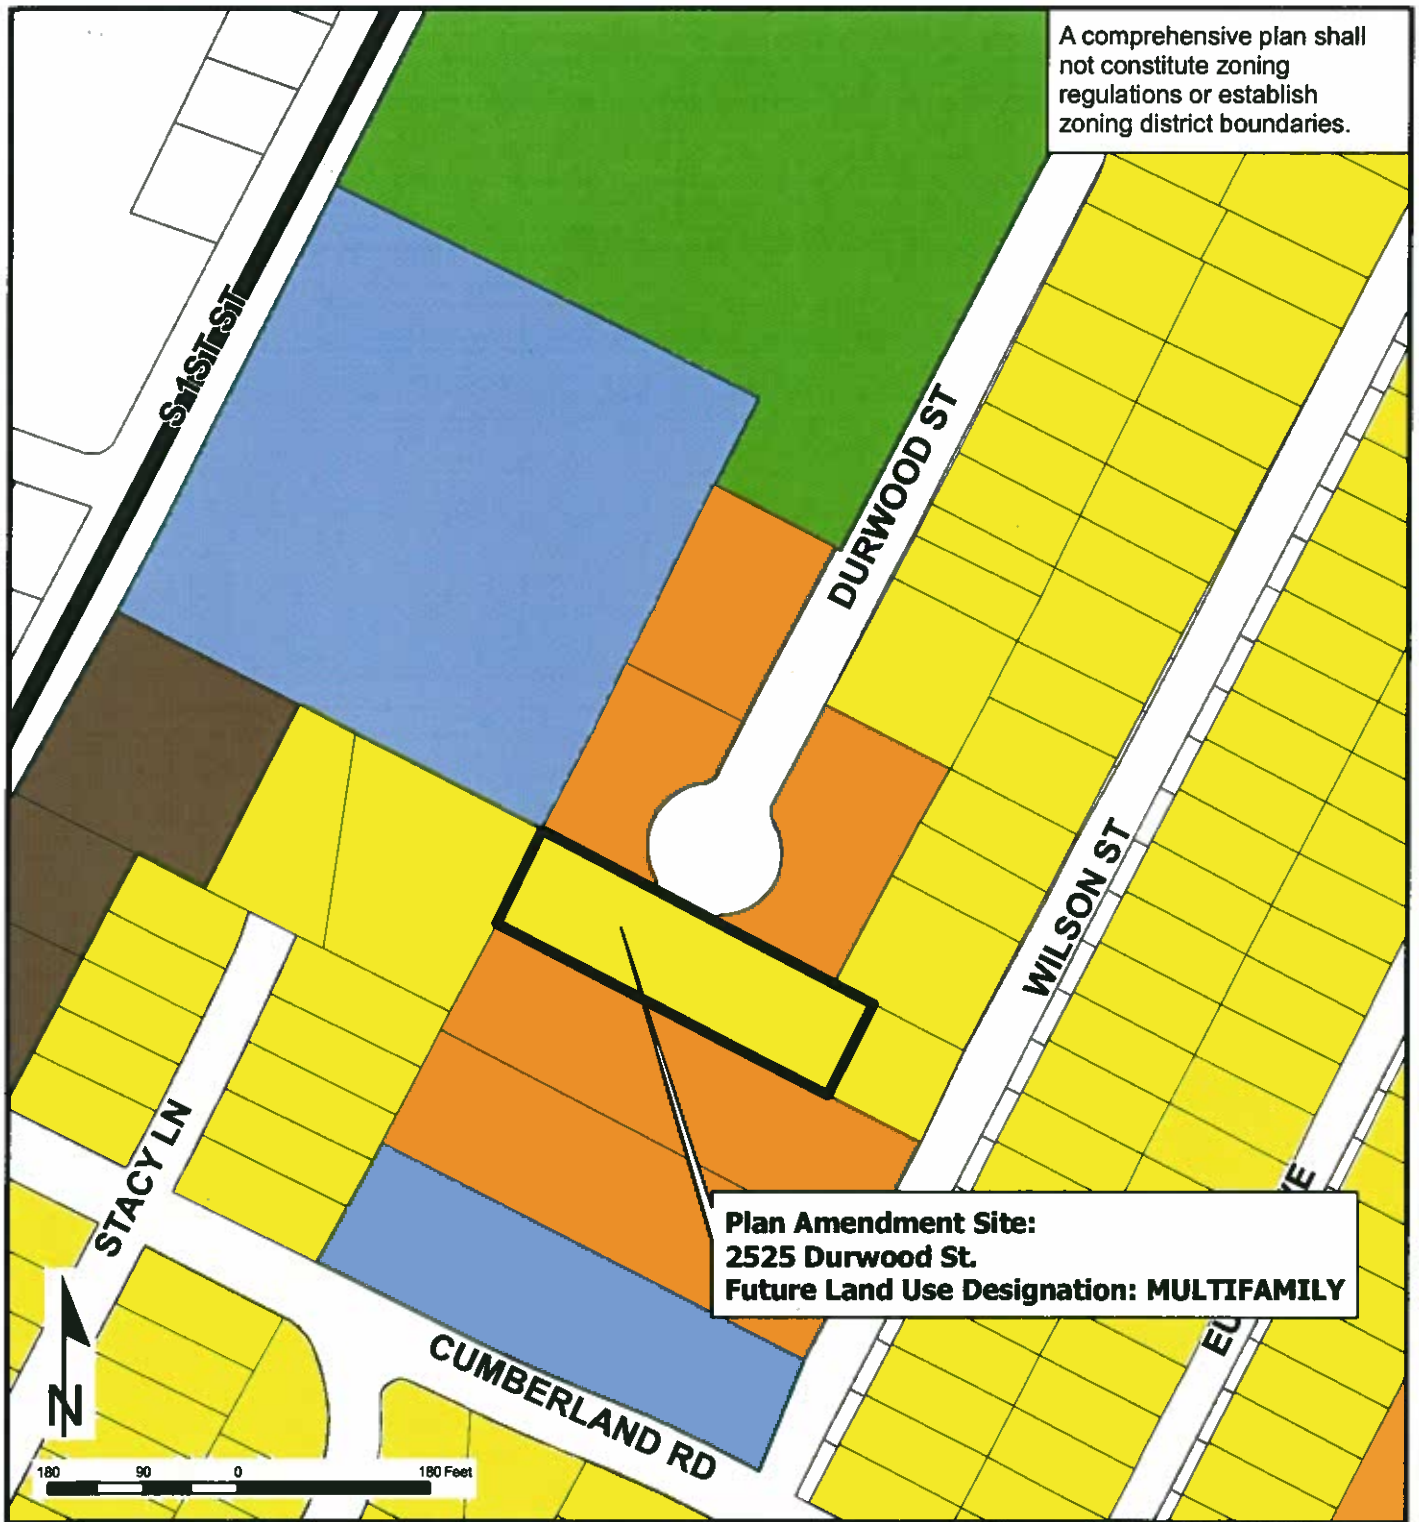 A comprehensive plan shall
not constitute zoning
regulations or establish
zoning district boundaries.
S 1ST ST
DURWOOD ST
WILSON ST
STACY LN
Plan Amendment Site:
2525 Durwood St.
Future Land Use Designation: MULTIFAMILY
CUMBERLAND RD
N
180 90 0 180 Feet